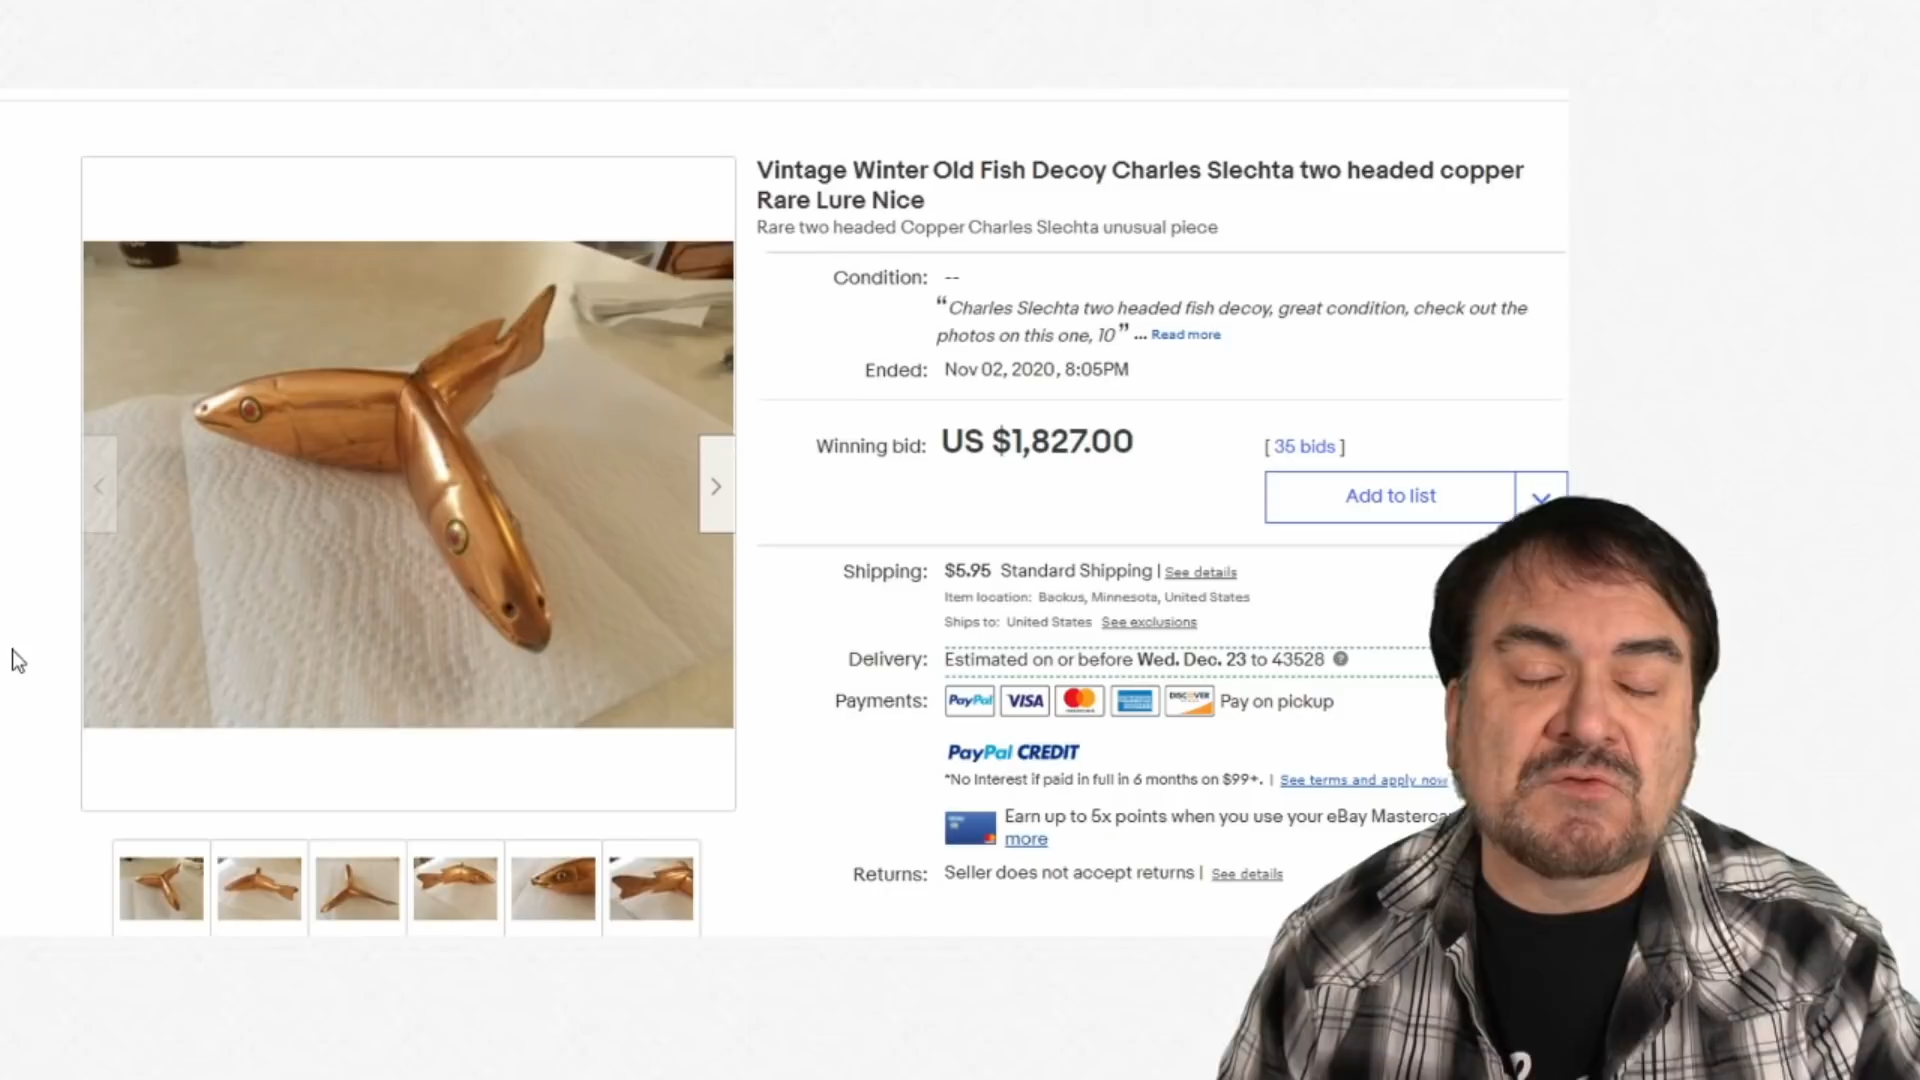 Vintage Winter Old Fish Decoy Charles Slechta two headed copper
Rare Lure Nice
Rare two headed Copper Charles Slechta unusual piece
Condition: --
“ Charles Slechta two headed fish decoy, great condition, check out the
photos on this one, 10 ” ... Read more
Ended: Nov 02, 2020, 8:05PM
Winning bid: US $1,827.00 [ 35 bids ]
Add to list
Shipping: $5.95 Standard Shipping | See details
Item location: Backus, Minnesota, United States
Ships to: United States See exclusions
Delivery: Estimated on or before Wed. Dec. 23 to 43528
Payments: PayPal VISA DISCOVER Pay on pickup
PayPal CREDIT
*No Interest if paid in full in 6 months on $99+. | See terms and apply now
Earn up to 5x points when you use your eBay
more
Returns: Seller does not accept returns | See details